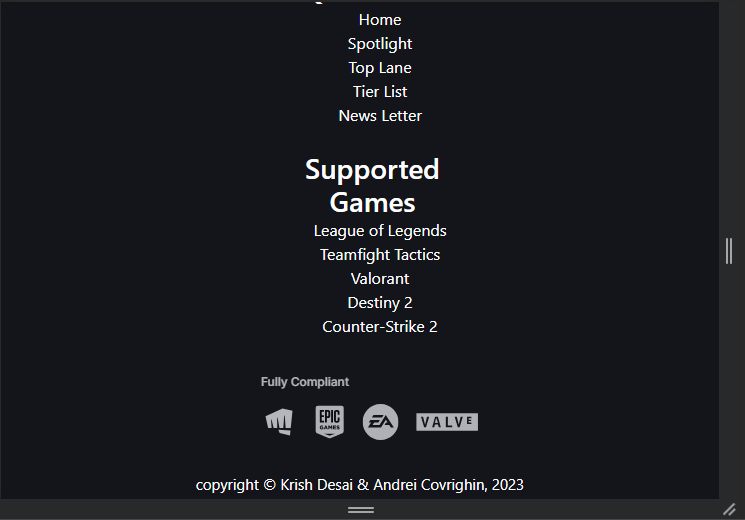 Home
Spotlight
Top Lane
Tier List
News Letter
Supported
Games
League of Legends
Teamfight Tactics
Valorant
Destiny 2
Counter-Strike 2
Fully Compliant
EPIC
GAMES
EA
VALVE
copyright © Krish Desai & Andrei Covrighin, 2023